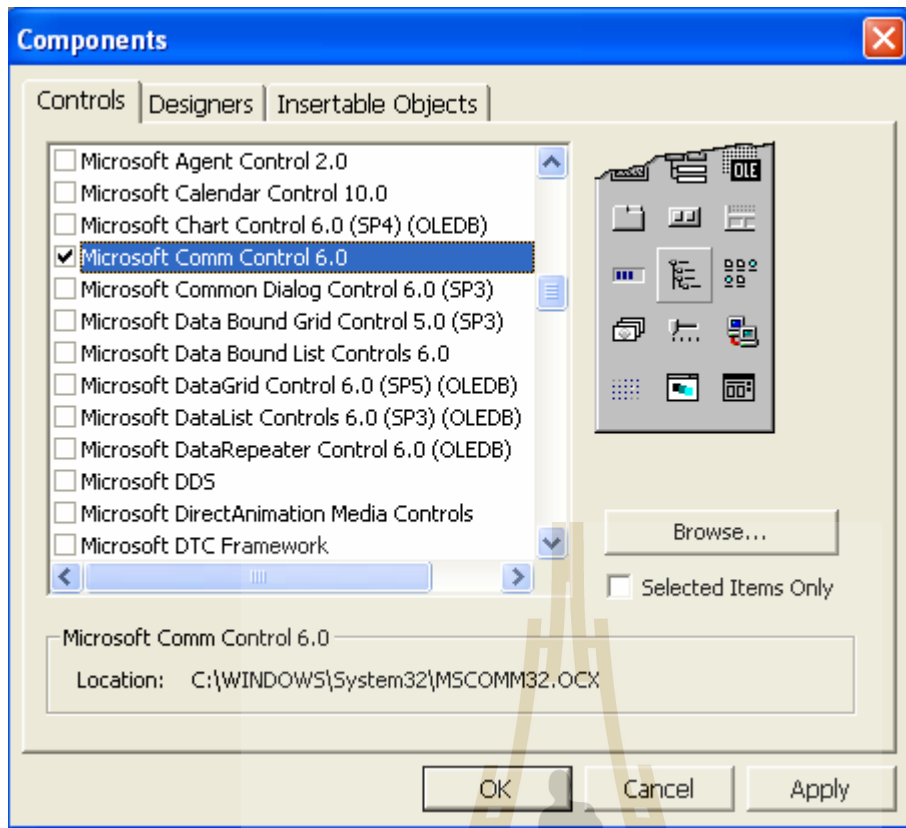 Components
Controls Designers Insertable Objects
Microsoft Agent Control 2.0
Microsoft Calendar Control 10.0
Microsoft Chart Control 6.0 (SP4) (OLEDB)
Microsoft Comm Control 6.0
Microsoft Common Dialog Control 6.0 (SP3)
Microsoft Data Bound Grid Control 5.0 (SP3)
Microsoft Data Bound List Controls 6.0
Microsoft DataGrid Control 6.0 (SP5) (OLEDB)
Microsoft DataList Controls 6.0 (SP3) (OLEDB)
Microsoft DataRepeater Control 6.0 (OLEDB)
Microsoft DDS
Microsoft DirectAnimation Media Controls
Microsoft DTC Framework
OLE
Browse...
Selected Items Only
Microsoft Comm Control 6.0
Location: C:\WINDOWS\System32\MSCOMM32.OCX
OK Cancel Apply